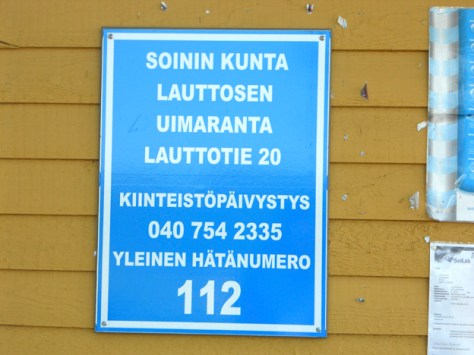 SOININ KUNTA
LAUTTOSEN
UIMARANTA
LAUTTOTIE 20
KIINTEISTÖPÄIVYSTYS
040 754 2335
YLEINEN HÄTÄNUMERO
112